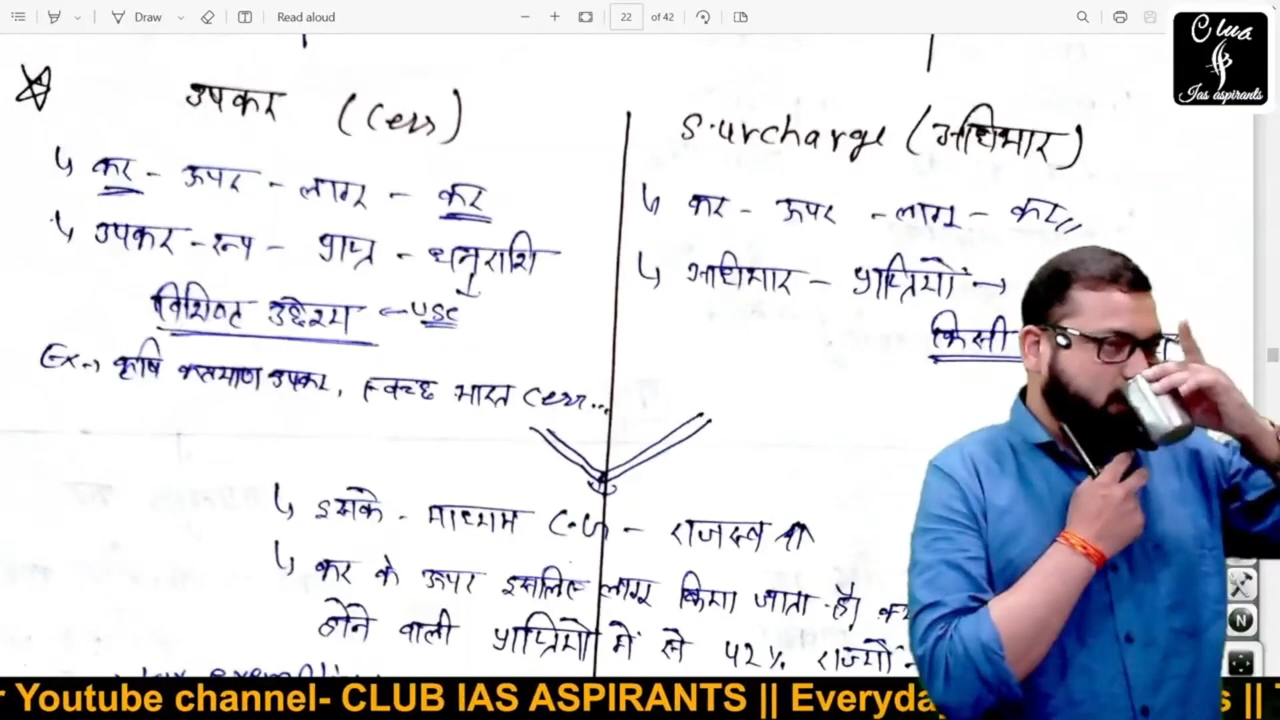 Draw
Read aloud
22
of 42
Clua
Ias aspirants
उपकर (Cess)
↳ कर - ऊपर - लागू - कर
↳ उपकर - रूप - प्राप्त - धनराशि
विशिष्ट उद्देश्य ← use
Ex→ कृषि कल्याण उपकर, स्वच्छ भारत Cess...
Surcharge (अधिभार)
↳ कर - ऊपर - लागू - कर
↳ अधिभार - प्राप्तियों →
किसी
↳ इसके - माध्यम C.G - राजस्व
↳ कर के ऊपर इसलिए लागू किया जाता है।
होने वाली प्राप्तियों में से 42% राज्यों -
r Youtube channel- CLUB IAS ASPIRANTS || Everyda
s ||